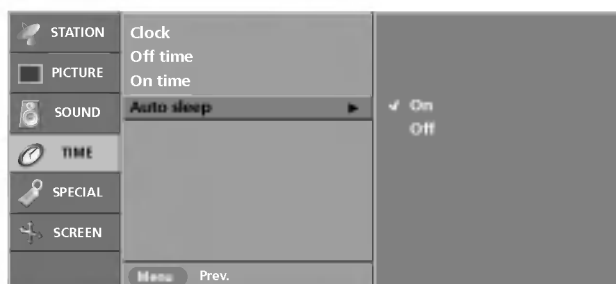 STATION
PICTURE
SOUND
TIME
SPECIAL
SCREEN
Clock
Off time
On time
Auto sleep
Menu Prev.
On
Off